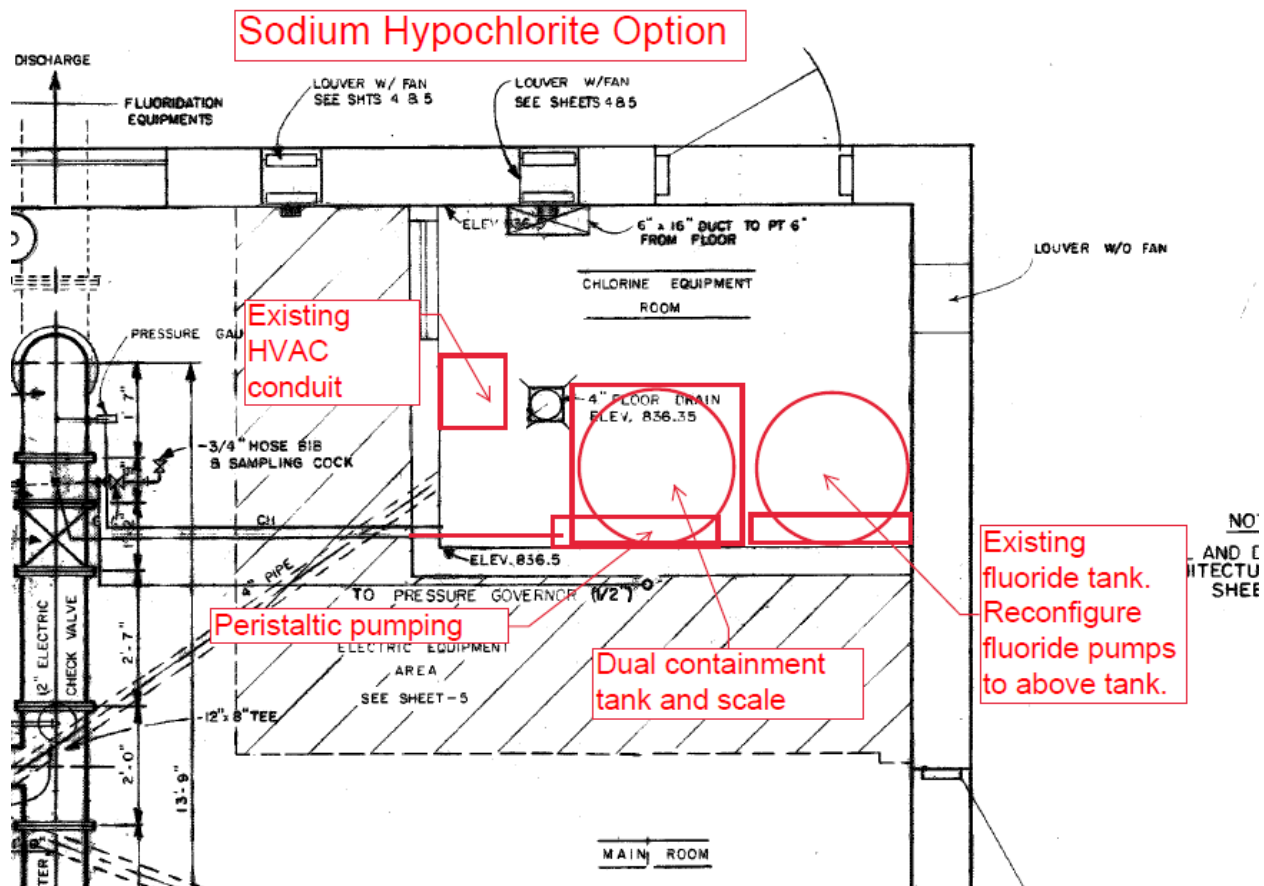 Sodium Hypochlorite Option
DISCHARGE
FLUORIDATION
EQUIPMENTS
LOUVER W/ FAN
SEE SHTS 4 & 5
LOUVER W/FAN
SEE SHEETS 4&5
ELEV 836.5
6" x 16" DUCT TO PT 6"
FROM FLOOR
LOUVER W/O FAN
CHLORINE EQUIPMENT
ROOM
PRESSURE GAU
Existing
HVAC
conduit
4" FLOOR DRAIN
ELEV. 836.35
1'-7"
3/4" HOSE BIB
& SAMPLING COCK
CH
ELEV. 836.5
4" PIPE
TO PRESSURE GOVERNOR (1/2")
Peristaltic pumping
ELECTRIC EQUIPMENT
AREA
SEE SHEET-5
Dual containment
tank and scale
Existing
fluoride tank.
Reconfigure
fluoride pumps
to above tank.
NO
AND D
ITECTU
SHEE
12" ELECTRIC
CHECK VALVE
2'-7"
12"x 8" TEE
2'-0"
13'-9"
MAIN ROOM
TER